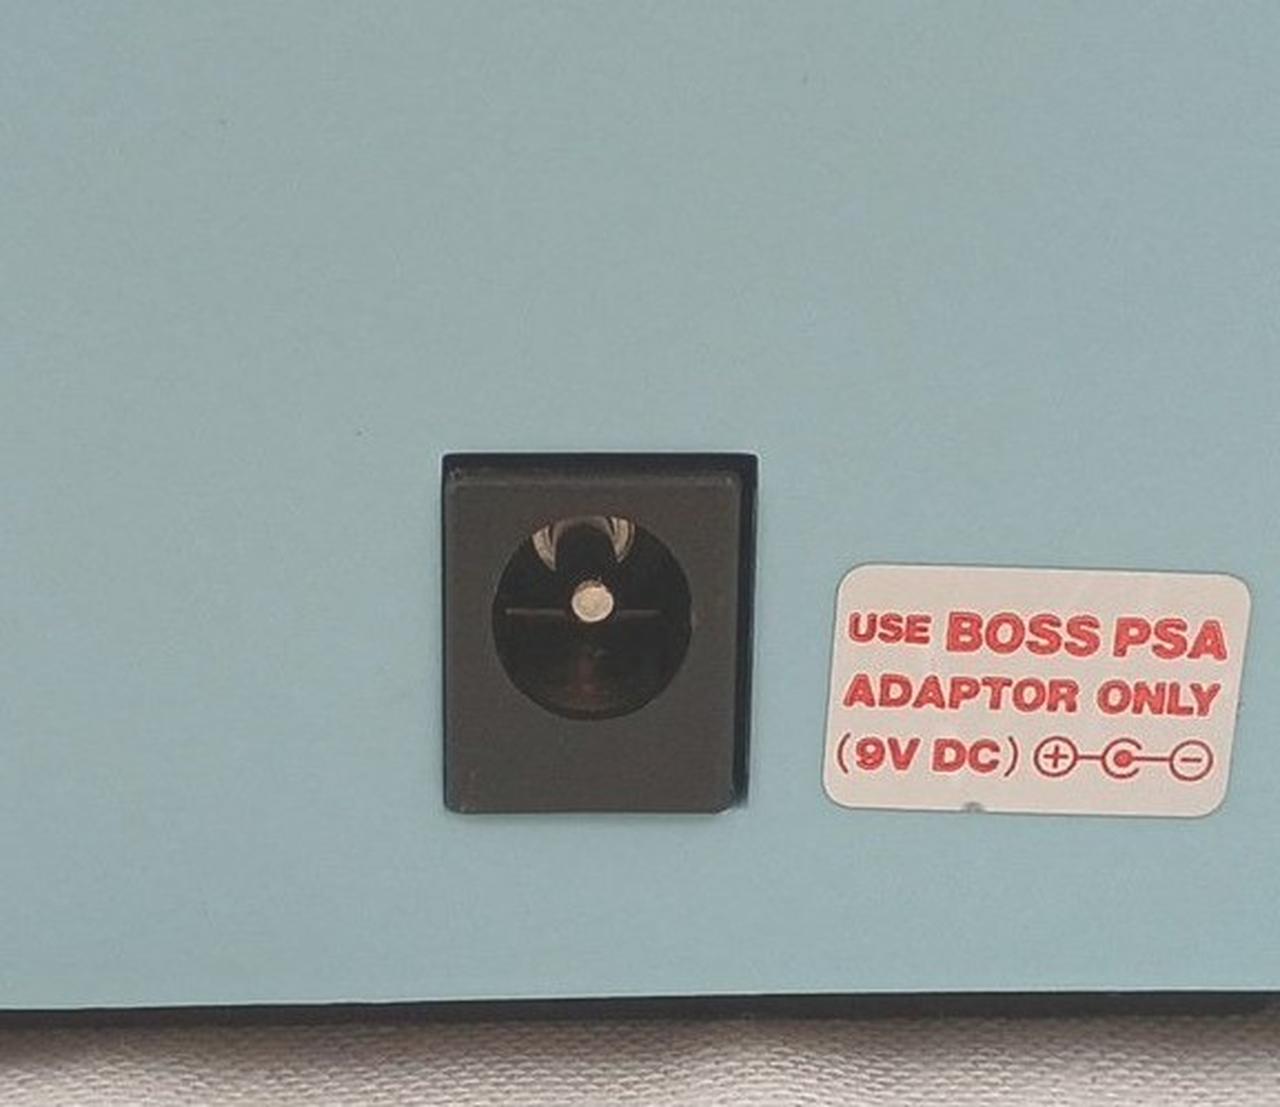 USE BOSS PSA
ADAPTOR ONLY
(9V DC) + −